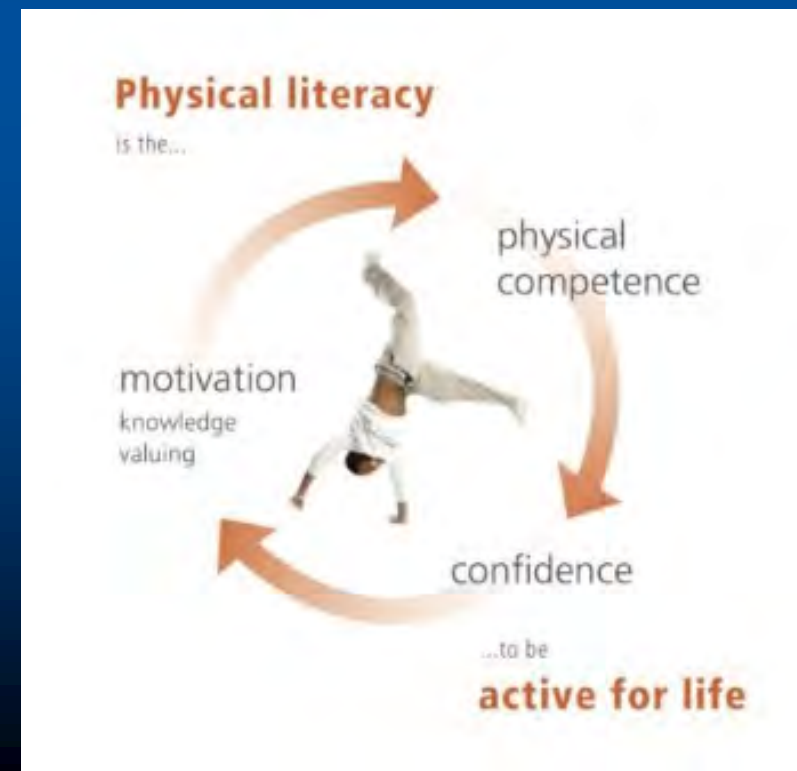 Physical literacy
is the...
physical
competence
motivation
knowledge
valuing
confidence
...to be
active for life